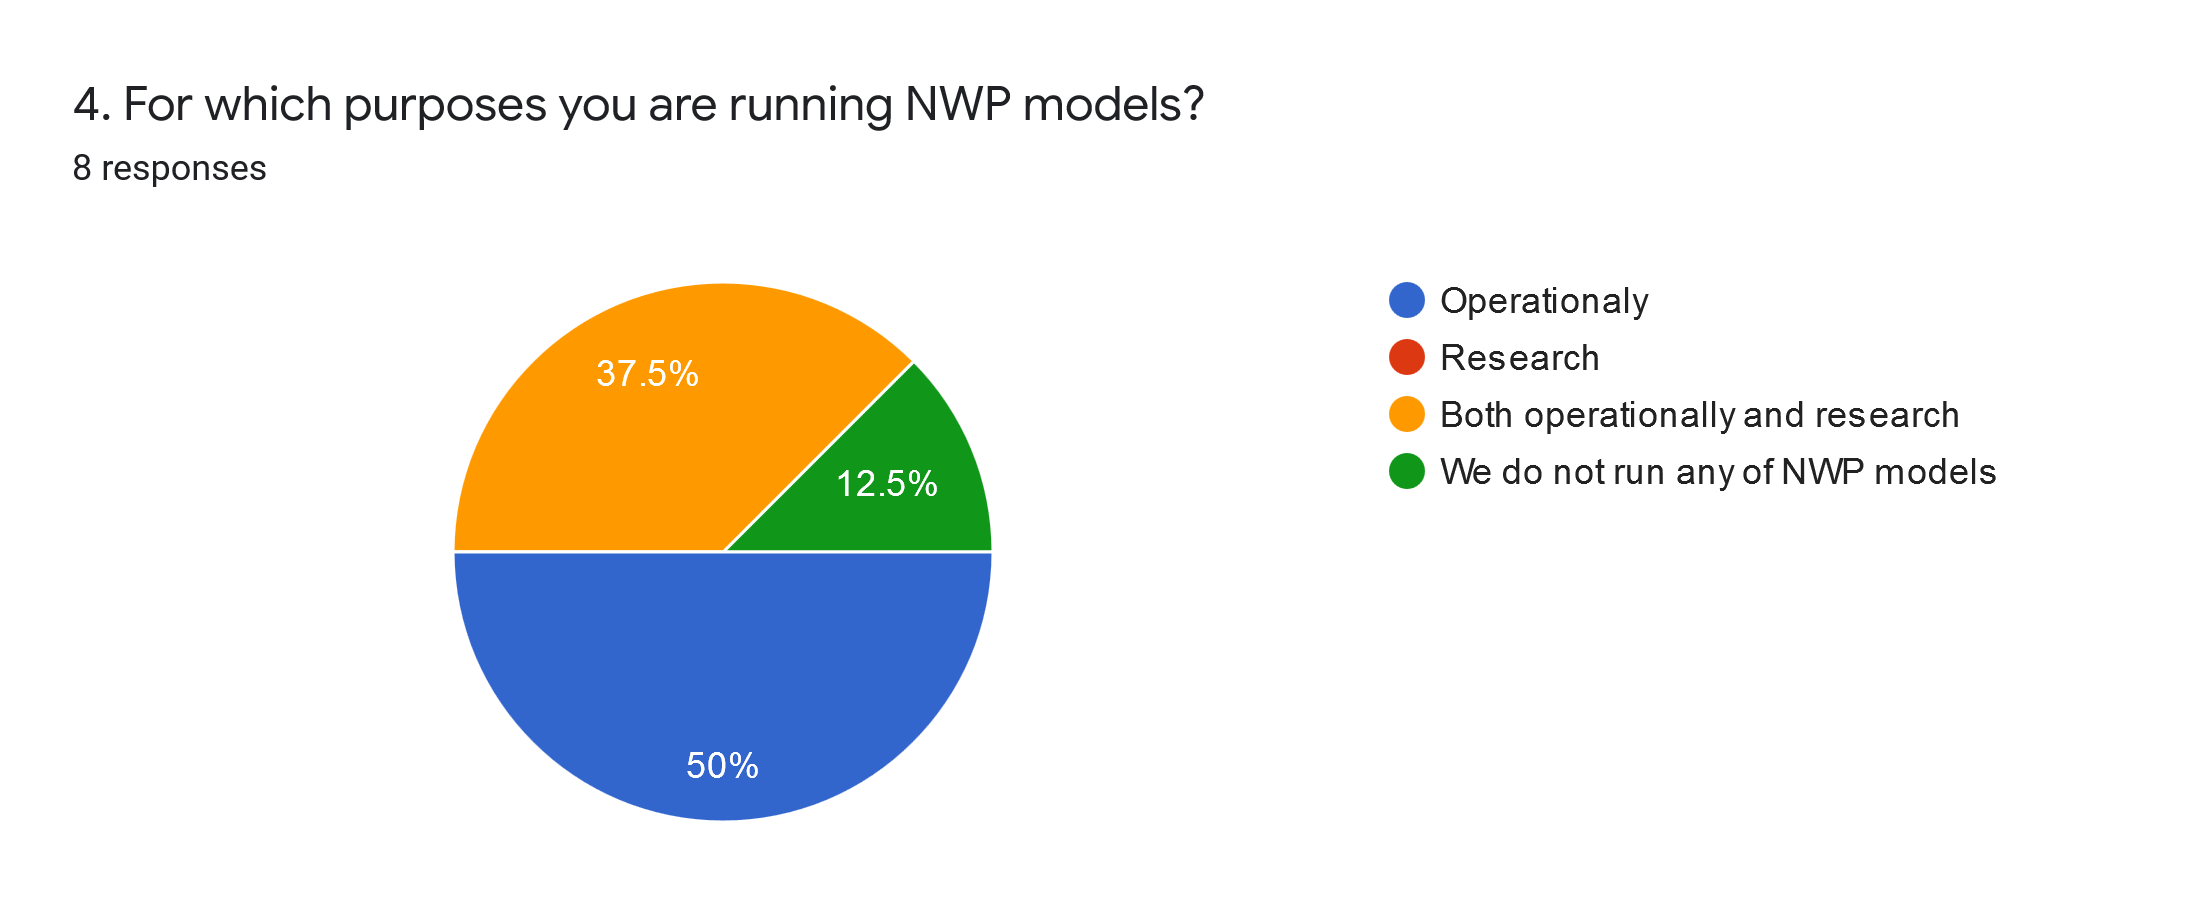 4. For which purposes you are running NWP models?
8 responses
37.5%
12.5%
50%
Operationaly
Research
Both operationally and research
We do not run any of NWP models